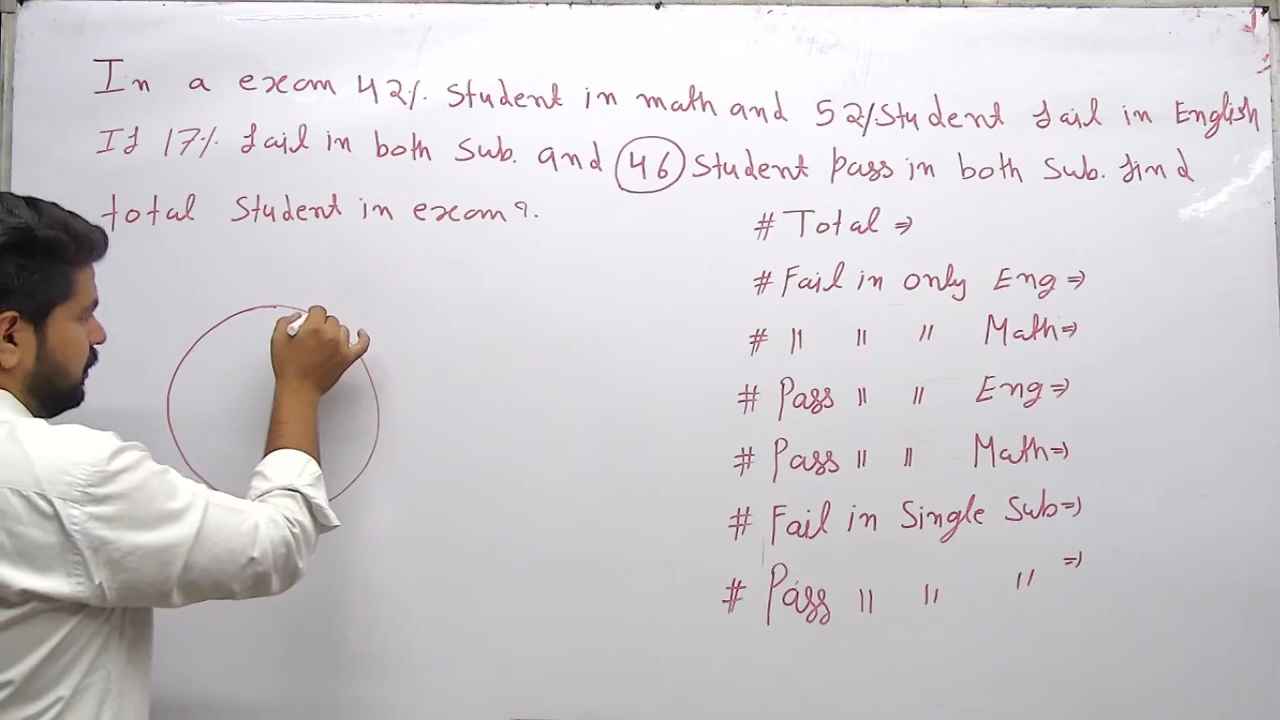 In a exam 42% Student in math and 52% Student fail in English
If 17% fail in both Sub. and 46 Student pass in both Sub. find
total Student in exam?.
# Total ⇒
# Fail in only Eng ⇒
#〃 〃 〃 Math ⇒
# Pass 〃 〃 Eng ⇒
# Pass 〃 〃 Math ⇒
# Fail in Single Sub ⇒
# Pass 〃 〃 〃 ⇒